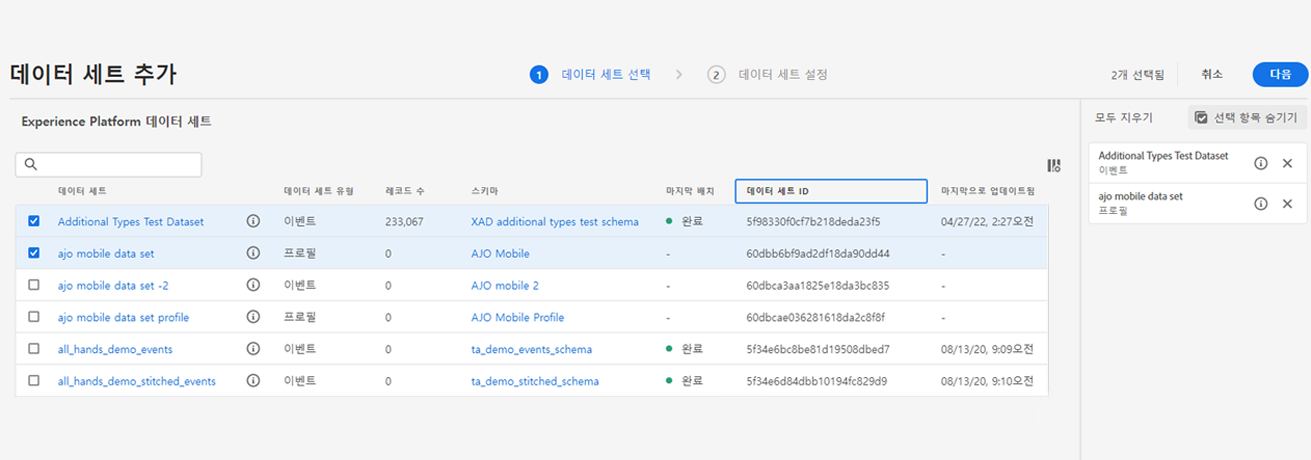 데이터 세트 추가 1 데이터 세트 선택 2 데이터 세트 설정 2개 선택됨 취소 다음
Experience Platform 데이터 세트
데이터 세트 데이터 세트 유형 레코드 수 스키마 마지막 배치 데이터 세트 ID 마지막으로 업데이트됨
Additional Types Test Dataset 이벤트 233,067 XAD additional types test schema 완료 5f98330f0cf7b218deda23f5 04/27/22, 2:27오전
ajo mobile data set 프로필 0 AJO Mobile - 60dbb6bf9ad2df18da90dd44 -
ajo mobile data set -2 이벤트 0 AJO mobile 2 - 60dbca3aa1825e18da3bc835 -
ajo mobile data set profile 프로필 0 AJO Mobile Profile - 60dbcae036281618da2c8f8f -
all_hands_demo_events 이벤트 0 ta_demo_events_schema 완료 5f34e6bc8be81d19508dbed7 08/13/20, 9:09오전
all_hands_demo_stitched_events 이벤트 0 ta_demo_stitched_schema 완료 5f34e6d84dbb10194fc829d9 08/13/20, 9:10오전
모두 지우기 선택 항목 숨기기
Additional Types Test Dataset
이벤트
ajo mobile data set
프로필